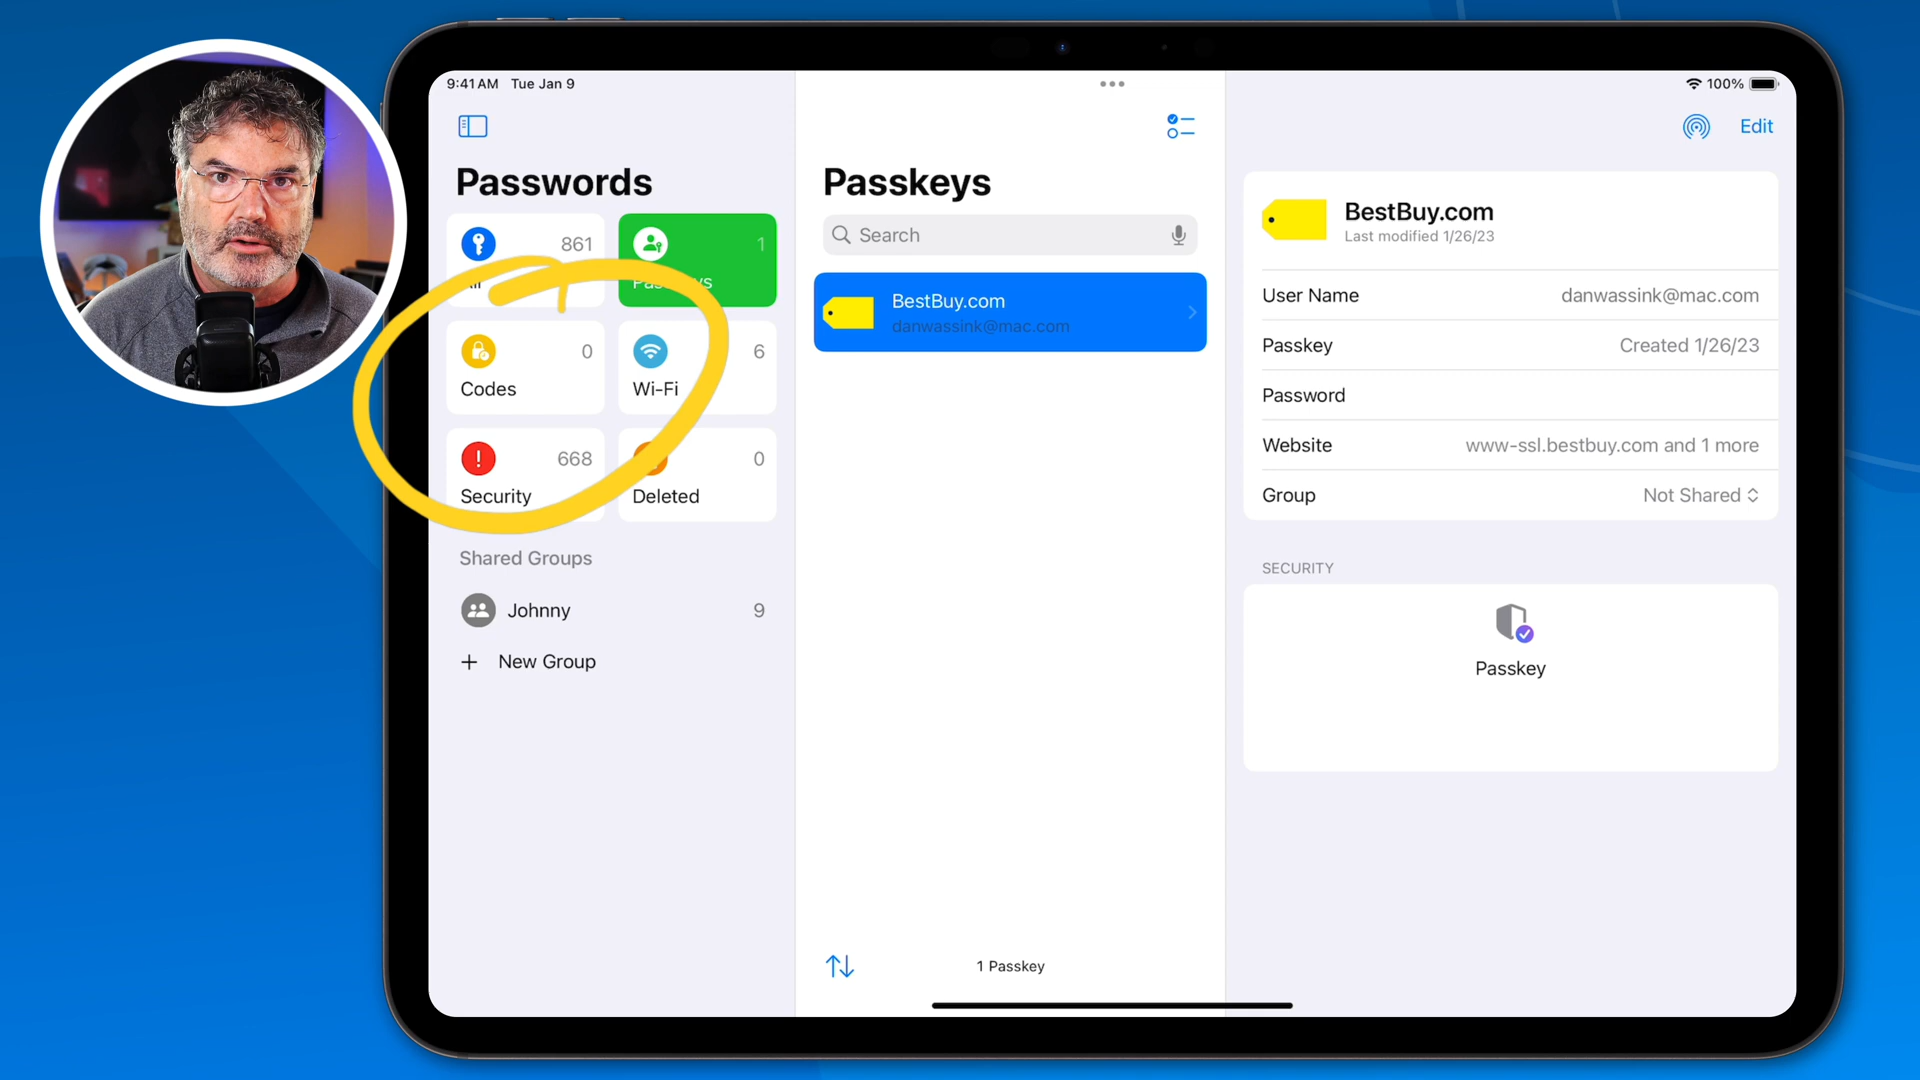 9:41 AM Tue Jan 9
100%
Edit
Passwords
861
1
Codes
0
Wi-Fi
6
Security
668
Deleted
0
Shared Groups
Johnny
9
New Group
Passkeys
Search
BestBuy.com
danwassink@mac.com
1 Passkey
BestBuy.com
Last modified 1/26/23
User Name
danwassink@mac.com
Passkey
Created 1/26/23
Password
Website
www-ssl.bestbuy.com and 1 more
Group
Not Shared
SECURITY
Passkey